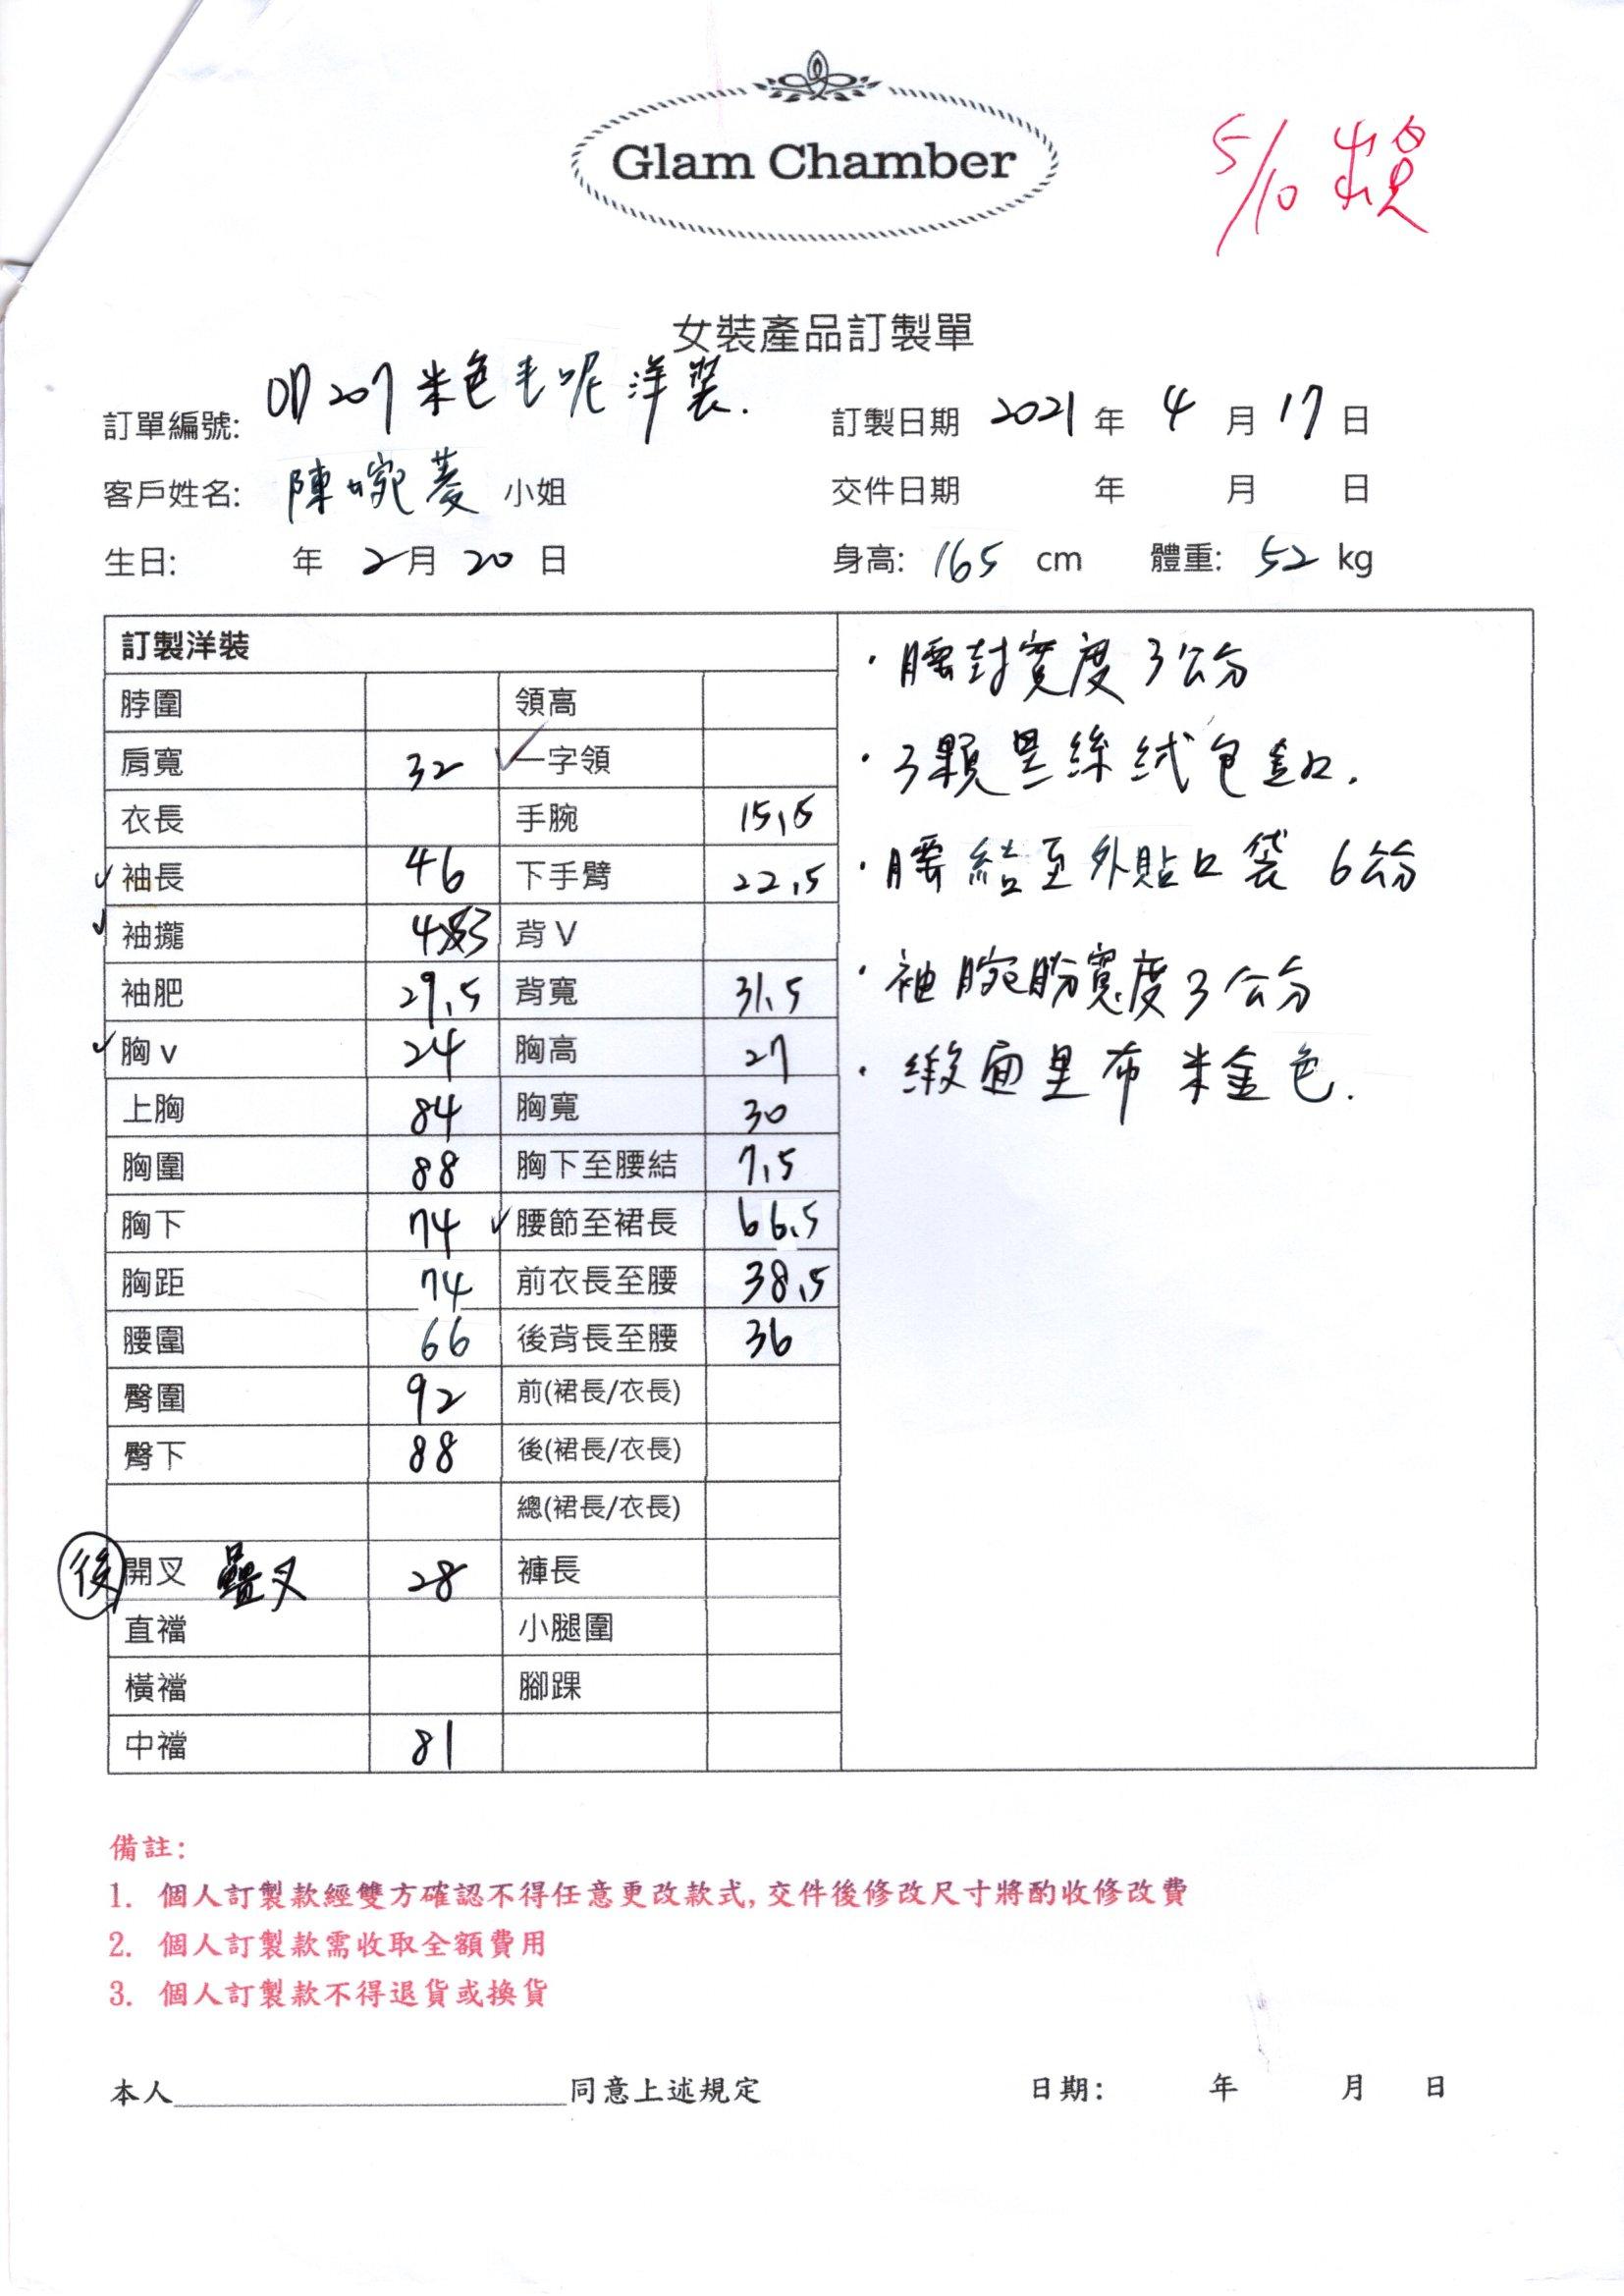 Glam Chamber
5/10 賴
女裝產品訂製單
訂單編號: OD207 米色毛呢洋裝.
訂製日期 2021 年 4 月 17 日
客戶姓名: 陳婉菱 小姐
交件日期 年 月 日
生日: 年 2月 20 日
身高: 165 cm 體重: 52 kg
訂製洋裝
脖圍 領高
肩寬 32 ✓一字領
衣長 手腕 15.5
✓袖長 46 下手臂 22.5
✓袖攏 43 背V
袖肥 29.5 背寬 31.5
✓胸v 24 胸高 27
上胸 84 胸寬 30
胸圍 88 胸下至腰結 7.5
胸下 74 ✓腰節至裙長 66.5
胸距 74 前衣長至腰 38.5
腰圍 66 後背長至腰 36
臀圍 92 前(裙長/衣長)
臀下 88 後(裙長/衣長)
總(裙長/衣長)
後 開叉 疊叉 28 褲長
直襠 小腿圍
橫襠 腳踝
中襠 81
·腰封寬度3公分
·3顆黑絲絨包釦.
·腰結至外貼口袋 6公分
·袖腕寬度3公分
·緞面里布 米金色.
備註:
1. 個人訂製款經雙方確認不得任意更改款式,交件後修改尺寸將酌收修改費
2. 個人訂製款需收取全額費用
3. 個人訂製款不得退貨或換貨
本人____________________同意上述規定
日期: 年 月 日